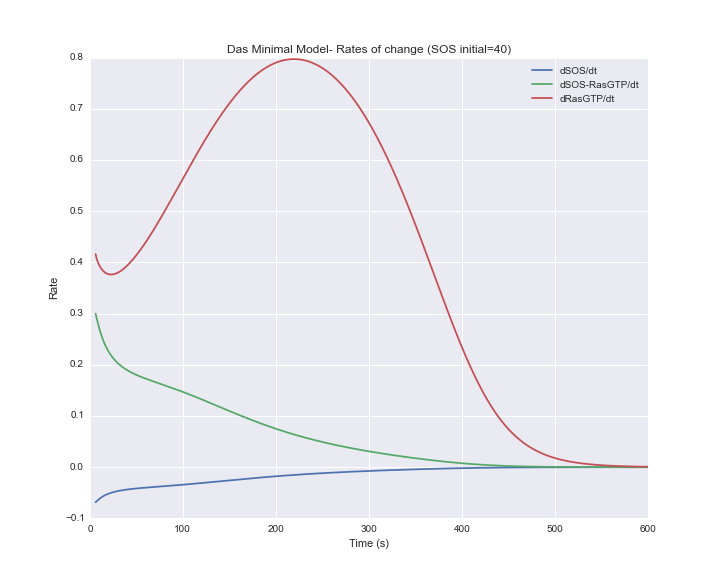 Das Minimal Model- Rates of change (SOS initial=40)
dSOS/dt
dSOS-RasGTP/dt
dRasGTP/dt
Rate
0.8
0.7
0.6
0.5
0.4
0.3
0.2
0.1
0.0
−0.1
0 100 200 300 400 500 600
Time (s)